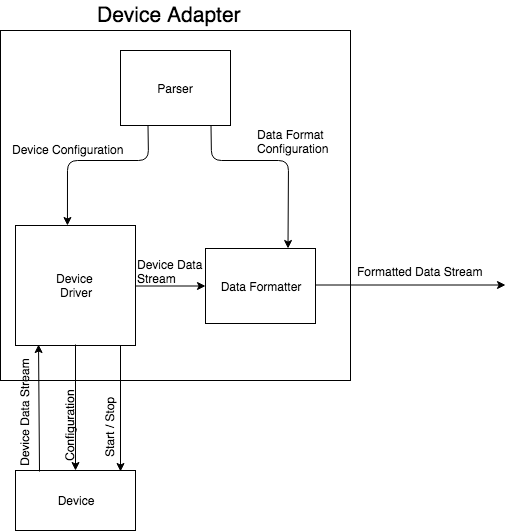 Device Adapter
Parser
Device Configuration
Data Format
Configuration
Device
Driver
Device Data
Stream
Data Formatter
Formatted Data Stream
Device Data Stream
Configuration
Start / Stop
Device